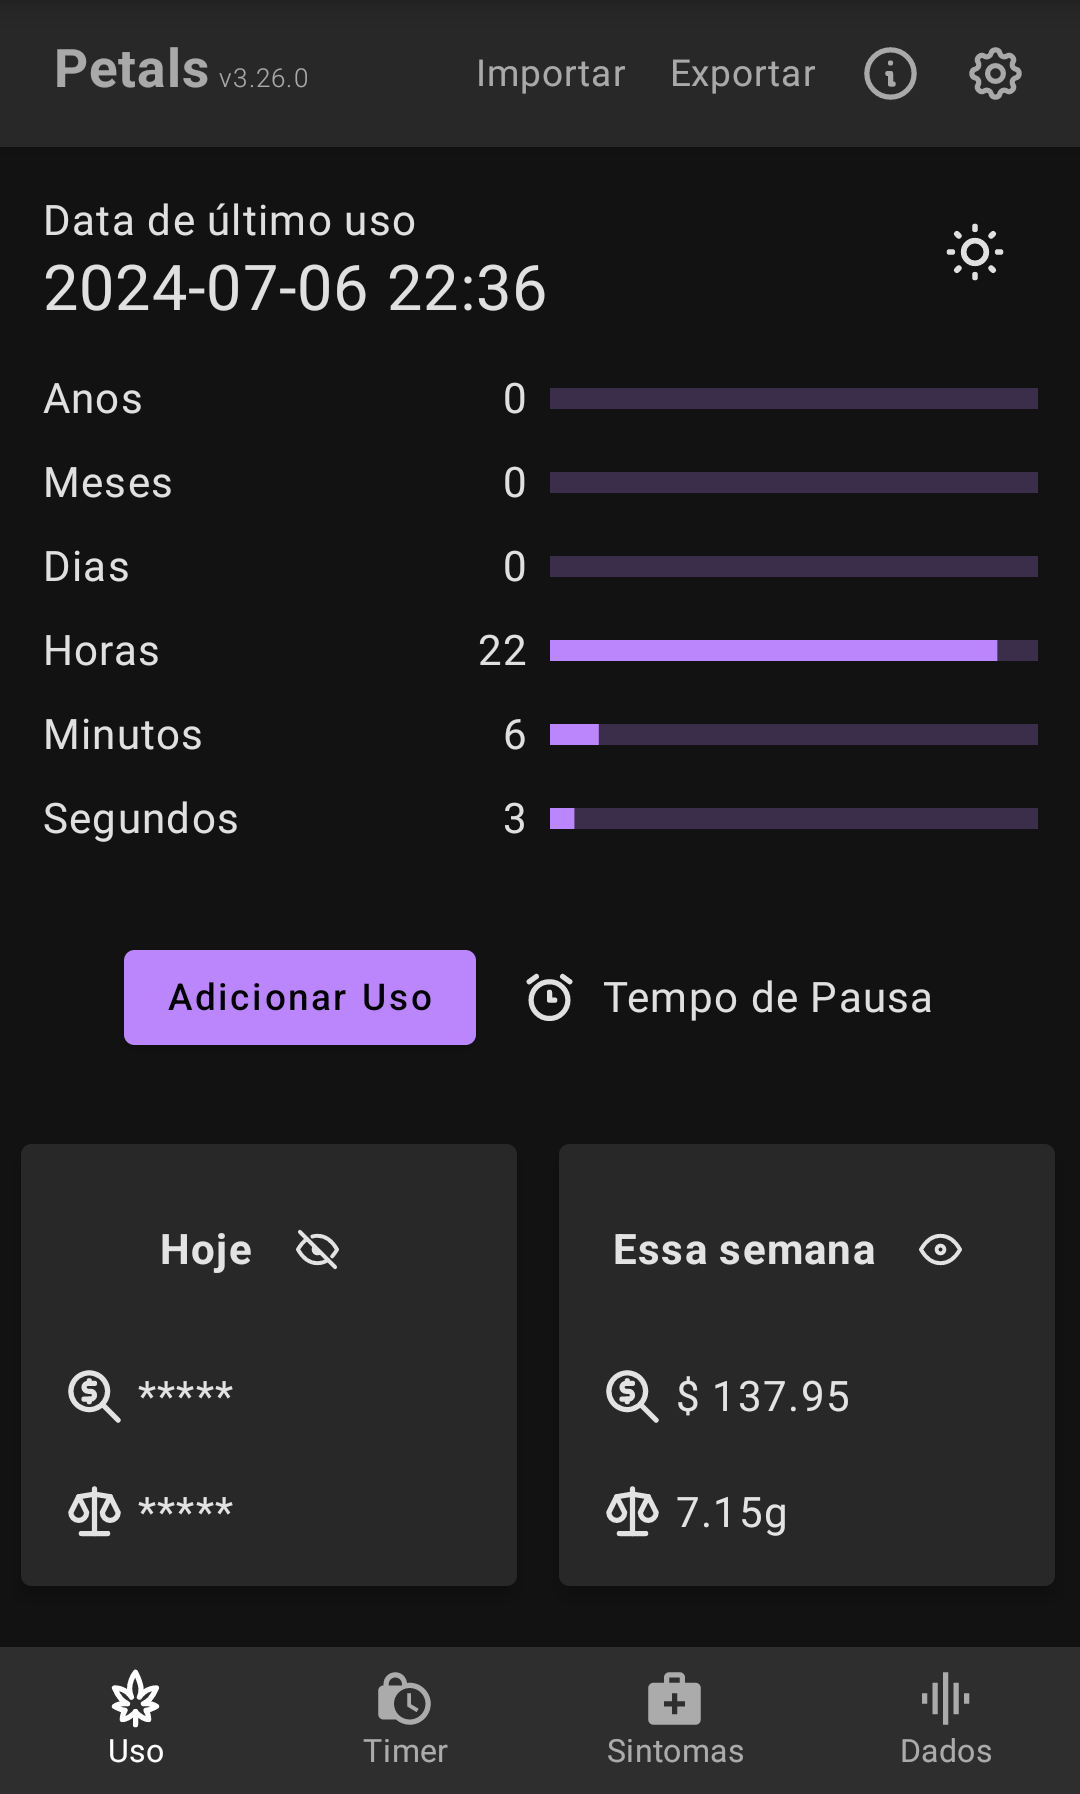 Petals v3.26.0 Importar Exportar
Data de último uso
2024-07-06 22:36
Anos 0
Meses 0
Dias 0
Horas 22
Minutos 6
Segundos 3
Adicionar Uso Tempo de Pausa
Hoje
*****
*****
Essa semana
$ 137.95
7.15g
Uso Timer Sintomas Dados